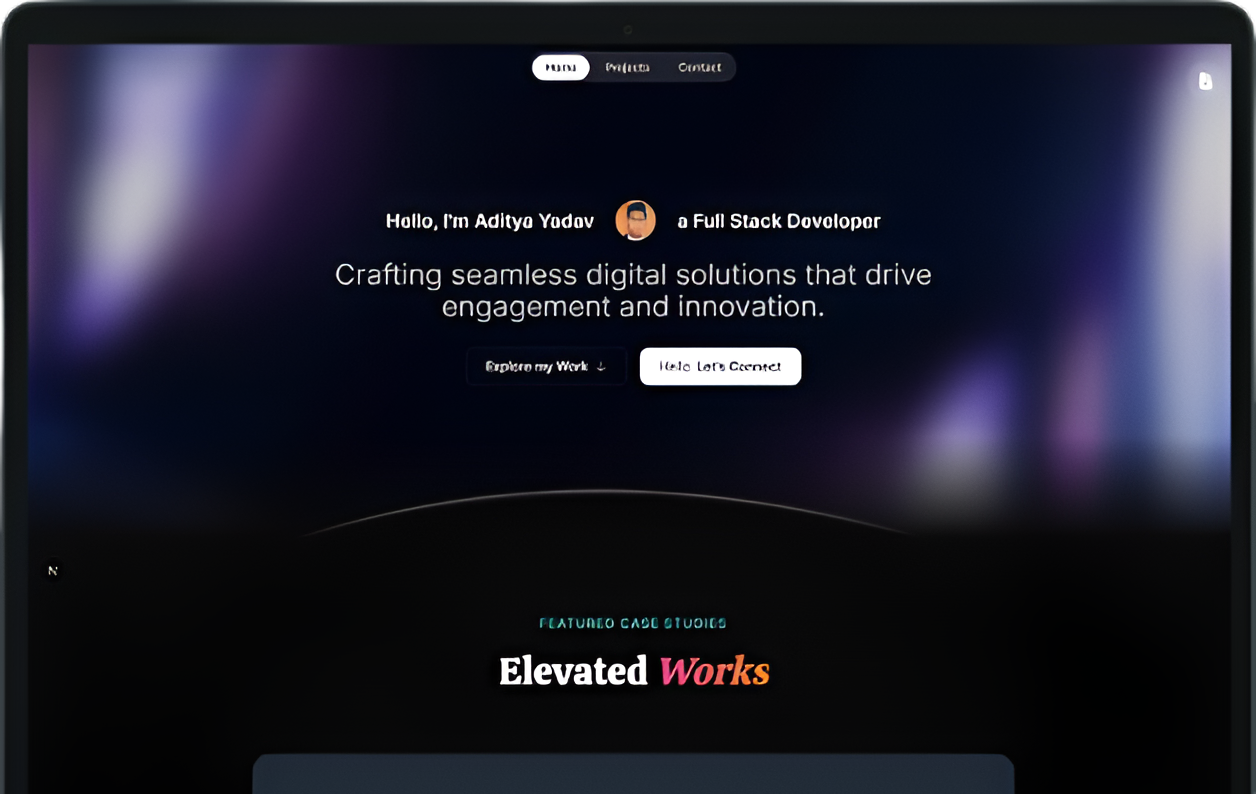 Home Projects Contact
Hello, I'm Aditya Yadav a Full Stack Developer
Crafting seamless digital solutions that drive
engagement and innovation.
Explore my Work ↓ Hello Let's Connect
N
FEATURED CASE STUDIES
Elevated Works